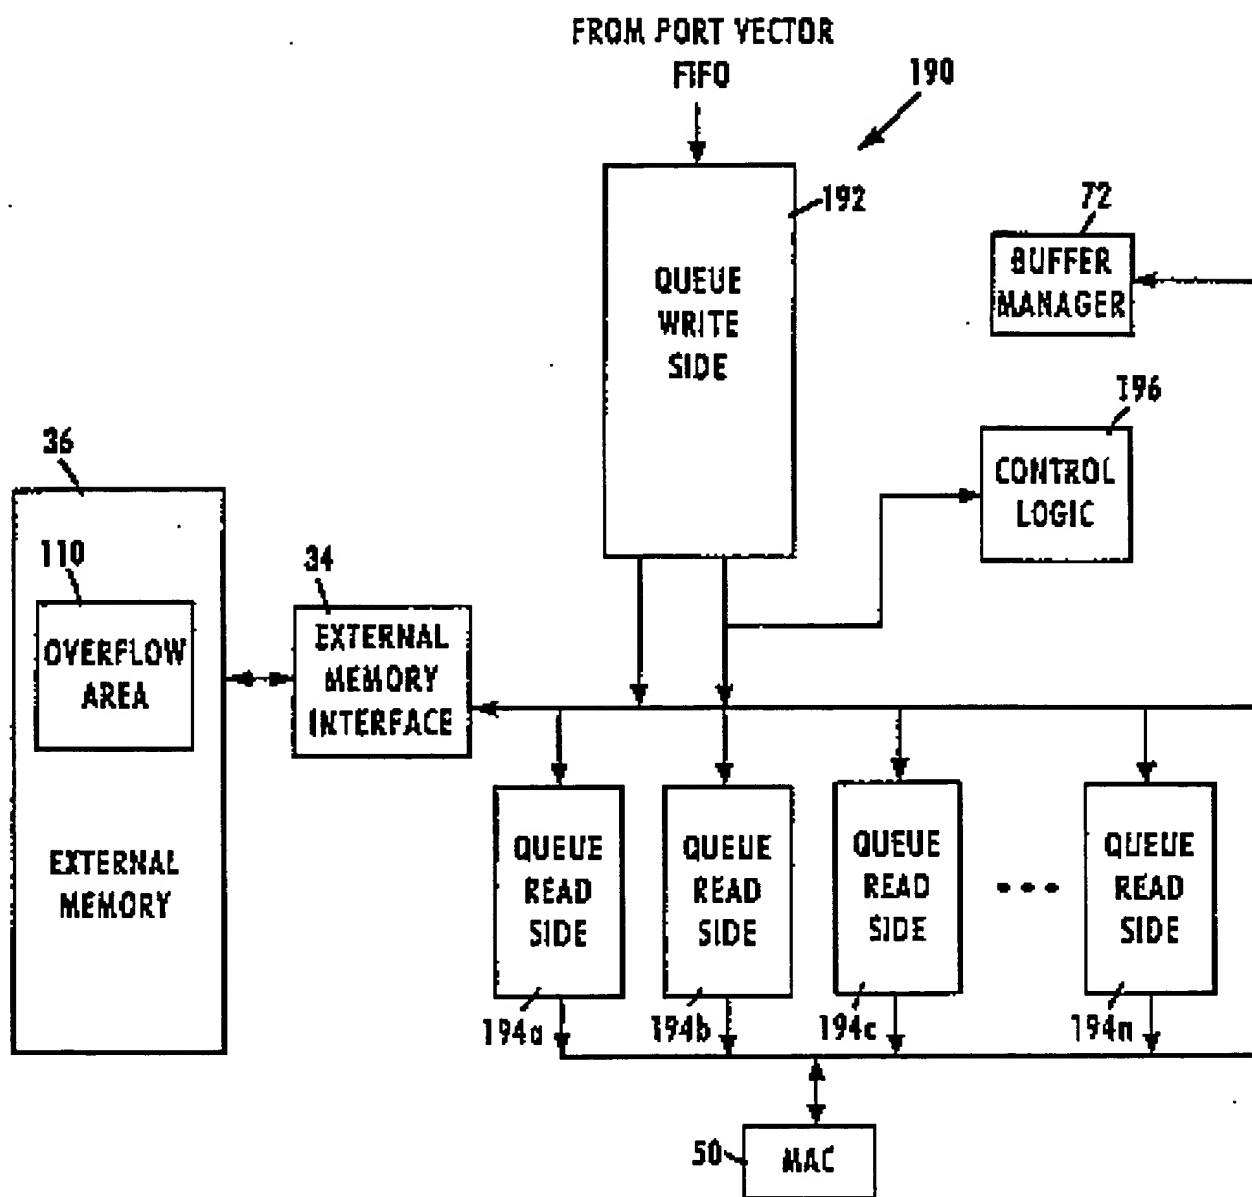 FROM PORT VECTOR
FIFO
190
192
QUEUE
WRITE
SIDE
72
BUFFER
MANAGER
196
CONTROL
LOGIC
36
110
OVERFLOW
AREA
EXTERNAL
MEMORY
34
EXTERNAL
MEMORY
INTERFACE
QUEUE
READ
SIDE
194a
QUEUE
READ
SIDE
194b
QUEUE
READ
SIDE
194c
QUEUE
READ
SIDE
194n
50
MAC